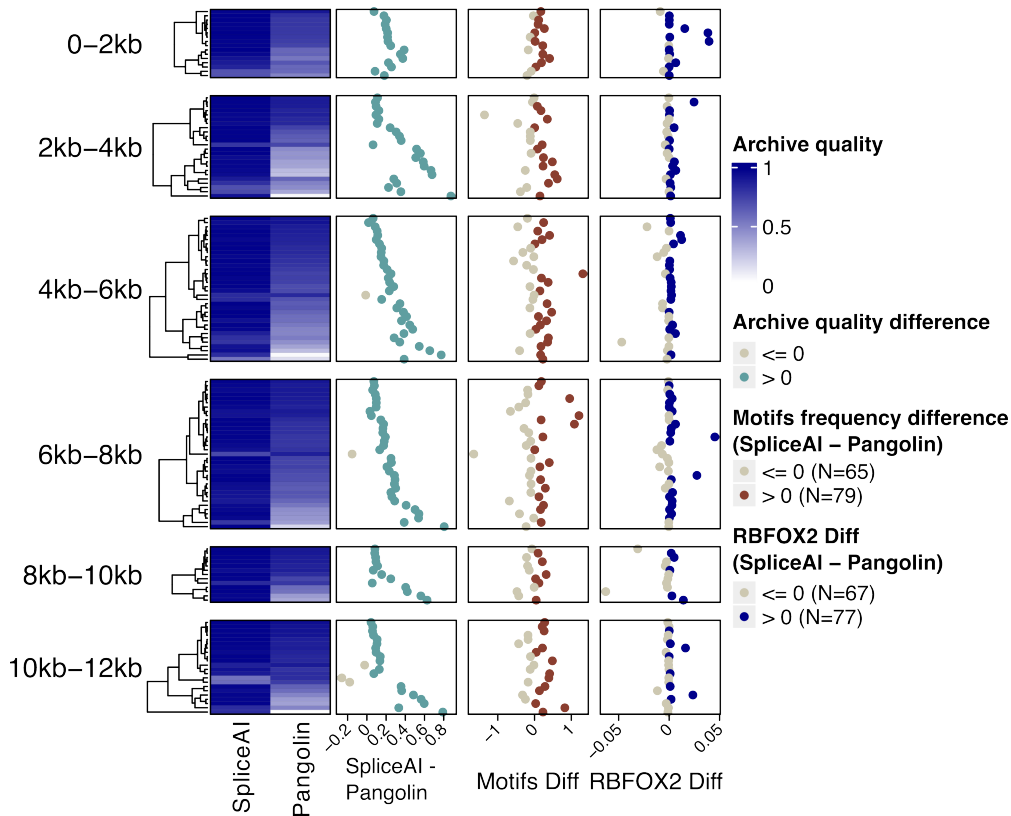 0−2kb
2kb−4kb
4kb−6kb
6kb−8kb
8kb−10kb
10kb−12kb
SpliceAI
Pangolin
−0.2
0
0.2
0.4
0.6
0.8
SpliceAI -
Pangolin
−1
0
1
Motifs Diff
−0.05
0
0.05
RBFOX2 Diff
Archive quality
1
0.5
0
Archive quality difference
<= 0
> 0
Motifs frequency difference
(SpliceAI − Pangolin)
<= 0 (N=65)
> 0 (N=79)
RBFOX2 Diff
(SpliceAI − Pangolin)
<= 0 (N=67)
> 0 (N=77)